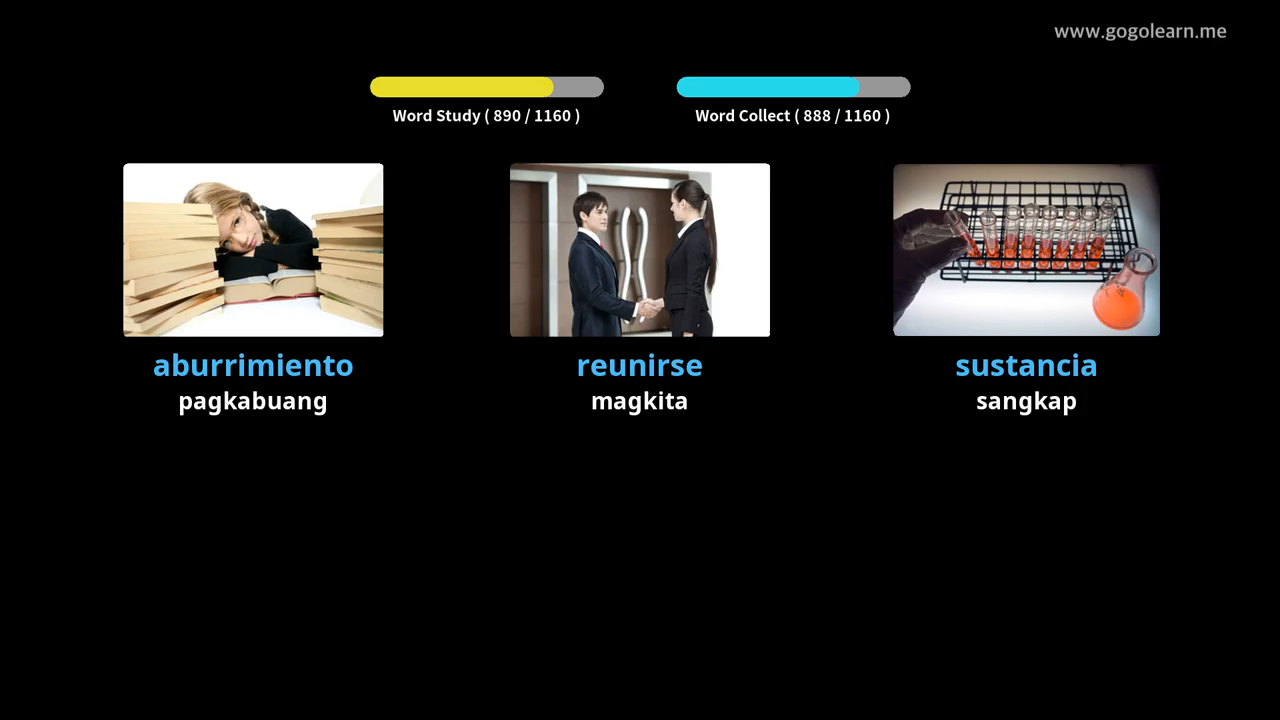 www.gogolearn.me
Word Study ( 890 / 1160 )
Word Collect ( 888 / 1160 )
aburrimiento
pagkabuang
reunirse
magkita
sustancia
sangkap